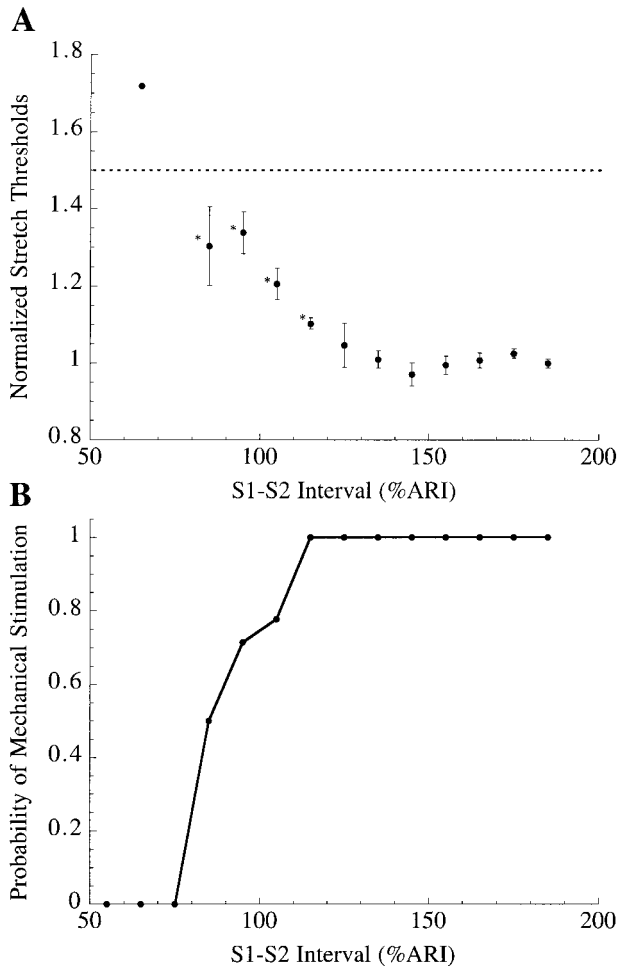 A
Normalized Stretch Thresholds
1.8
1.6
1.4
1.2
1
0.8
* * * *
50 100 150 200
S1-S2 Interval (%ARI)
B
Probability of Mechanical Stimulation
1
0.8
0.6
0.4
0.2
0
50 100 150 200
S1-S2 Interval (%ARI)